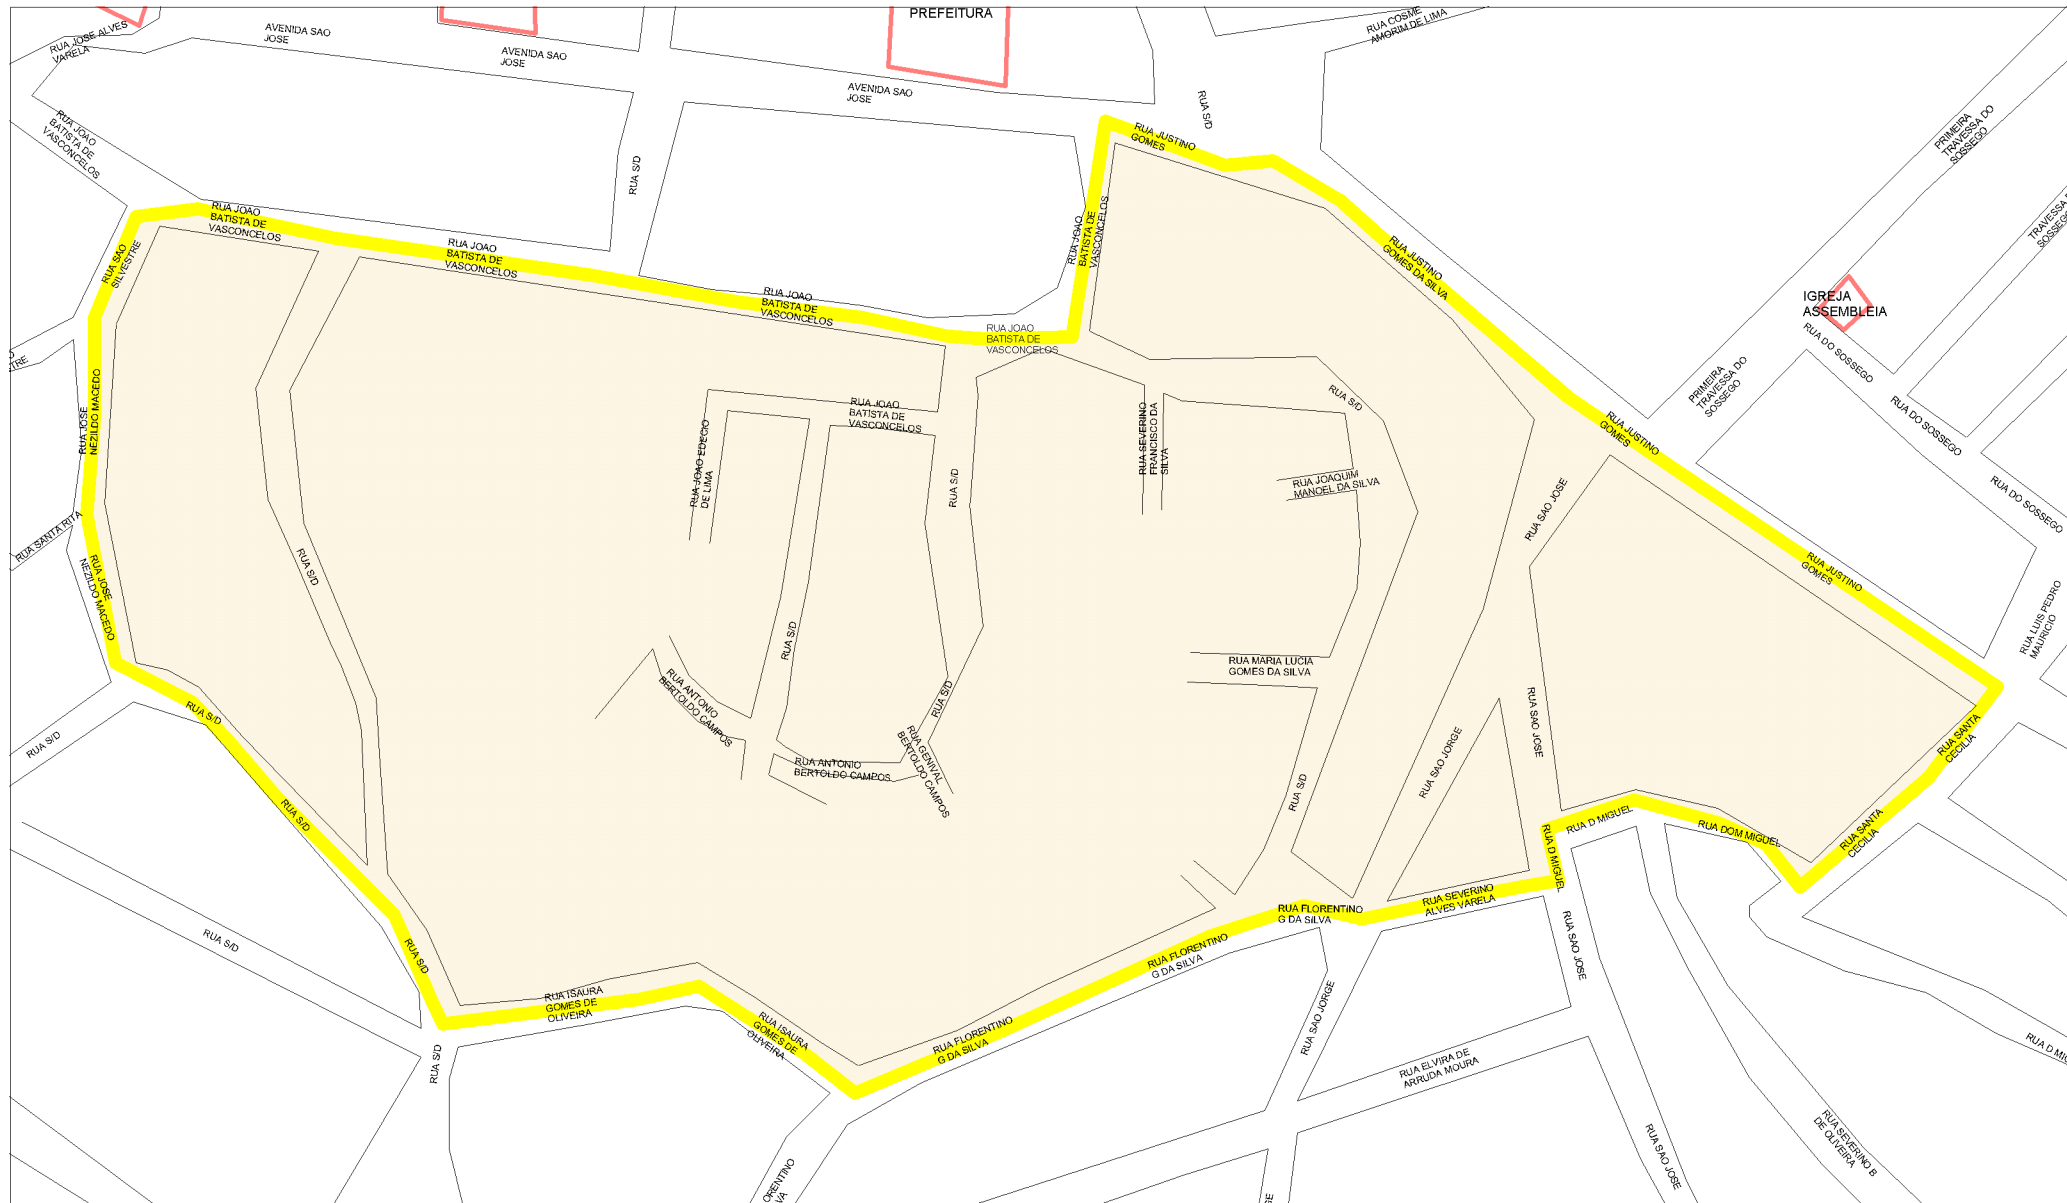 PREFEITURA
RUA JOSE ALVES
VARELA
AVENIDA SAO
JOSE
AVENIDA SAO
JOSE
AVENIDA SAO
JOSE
RUA COSME
AMORIM DE LIMA
RUA S/D
RUA JOAO
BATISTA DE
VASCONCELOS
RUA S/D
RUA JUSTINO
GOMES
PRIMEIRA
TRAVESSA DO
SOSSEGO
RUA JOAO
BATISTA DE
VASCONCELOS
RUA JOAO
BATISTA DE
VASCONCELOS
RUA JOAO
BATISTA DE
VASCONCELOS
RUA JOAO
BATISTA DE
VASCONCELOS
RUA JOAO
BATISTA DE
VASCONCELOS
RUA JUSTINO
GOMES DA SILVA
TRAVESSA
SOSSEG
RUA SAO
SILVESTRE
TRE
IGREJA
ASSEMBLEIA
RUA DO SOSSEGO
PRIMEIRA
TRAVESSA DO
SOSSEGO
RUA DO SOSSEGO
RUA DO SOSSEGO
RUA JOSE
NEZILDO MACEDO
RUA JOAO EDECIO
DE LIMA
RUA JOAO
BATISTA DE
VASCONCELOS
RUA S/D
RUA SEVERINO
FRANCISCO DA
SILVA
RUA S/D
RUA JOAQUIM
MANOEL DA SILVA
RUA JUSTINO
GOMES
RUA SAO JOSE
RUA JUSTINO
GOMES
RUA LUIS PEDRO
MAURICIO
RUA SANTA RITA
RUA JOSE
NEZILDO MACEDO
RUA S/D
RUA S/D
RUA ANTONIO
BERTOLDO CAMPOS
RUA S/D
RUA MARIA LUCIA
GOMES DA SILVA
RUA SAO JOSE
RUA SANTA
CECILIA
RUA S/D
RUA S/D
RUA S/D
RUA ANTONIO
BERTOLDO CAMPOS
RUA GENIVAL
BERTOLDO CAMPOS
RUA S/D
RUA SAO JORGE
RUA D MIGUEL
RUA D MIGUEL
RUA DOM MIGUEL
RUA SANTA
CECILIA
RUA S/D
RUA S/D
RUA FLORENTINO
G DA SILVA
RUA SEVERINO
ALVES VARELA
RUA SAO JOSE
RUA ISAURA
GOMES DE
OLIVEIRA
RUA ISAURA
GOMES DE
OLIVEIRA
RUA FLORENTINO
G DA SILVA
RUA FLORENTINO
G DA SILVA
RUA S/D
RUA SAO JORGE
RUA ELVIRA DE
ARRUDA MOURA
RUA D MIG
RUA SAO JOSE
RUA SEVERINO B
DE OLIVEIRA
ORENTINO
VA
GE